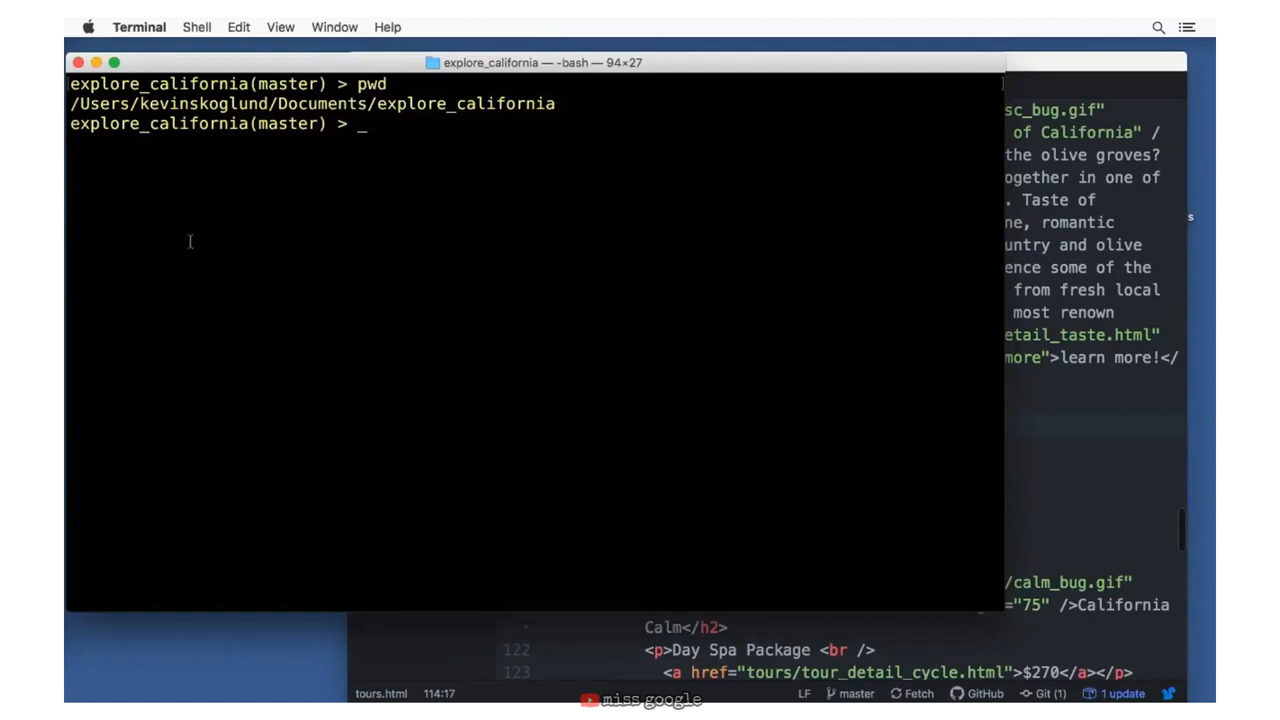 Terminal Shell Edit View Window Help
explore_california — -bash — 94×27
explore_california(master) > pwd
/Users/kevinskoglund/Documents/explore_california
explore_california(master) > _
sc_bug.gif"
of California" /
the olive groves?
ogether in one of
. Taste of
ne, romantic
untry and olive
ence some of the
from fresh local
most renown
etail_taste.html"
more">learn more!</
/calm_bug.gif"
="75" />California
Calm</h2>
122 <p>Day Spa Package <br />
123 <a href="tours/tour_detail_cycle.html">$270</a></p>
tours.html 114:17 LF master Fetch GitHub Git (1) 1 update
miss google